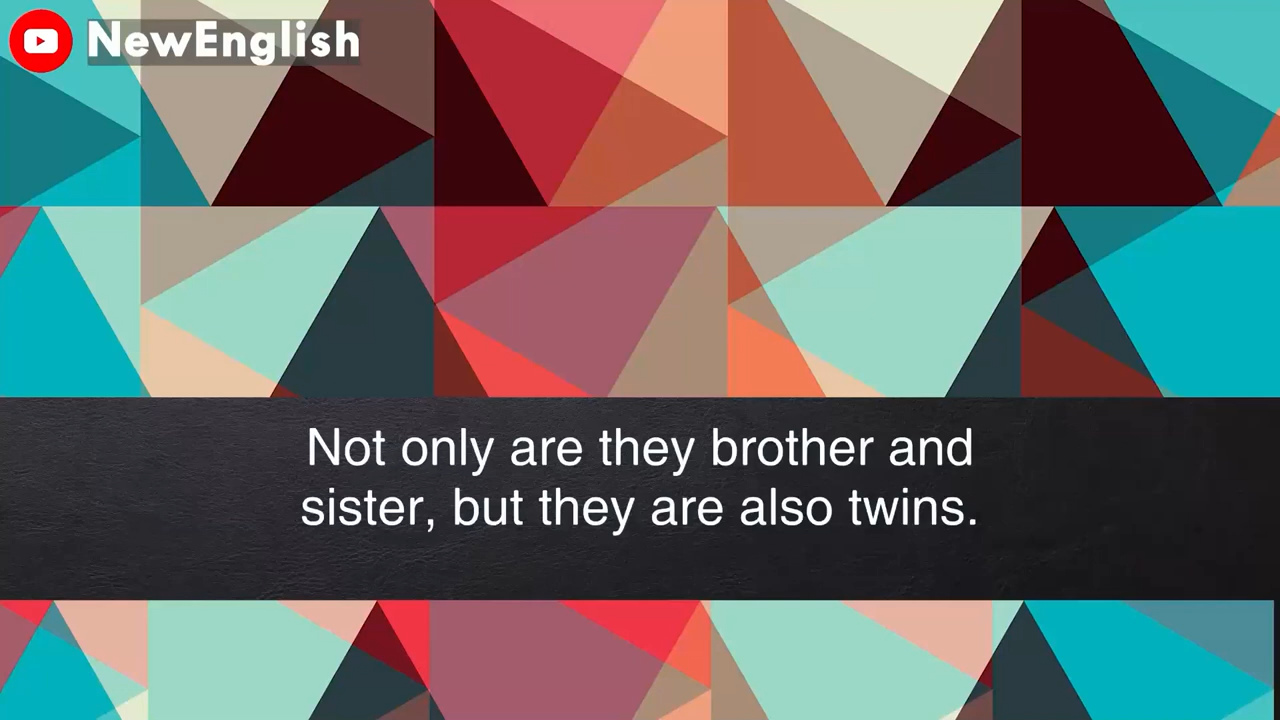 NewEnglish
Not only are they brother and
sister, but they are also twins.